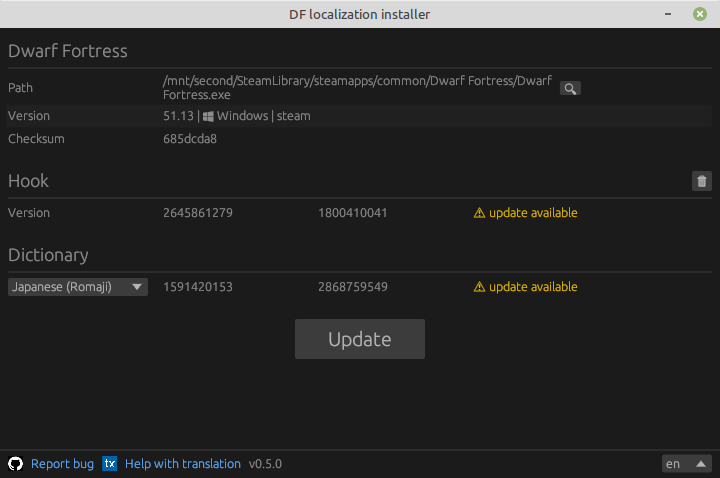 DF localization installer
Dwarf Fortress
Path
/mnt/second/SteamLibrary/steamapps/common/Dwarf Fortress/Dwarf
Fortress.exe
Version 51.13 | Windows | steam
Checksum 685dcda8
Hook
Version 2645861279 1800410041 ⚠ update available
Dictionary
Japanese (Romaji) 1591420153 2868759549 ⚠ update available
Update
Report bug tx Help with translation v0.5.0 en